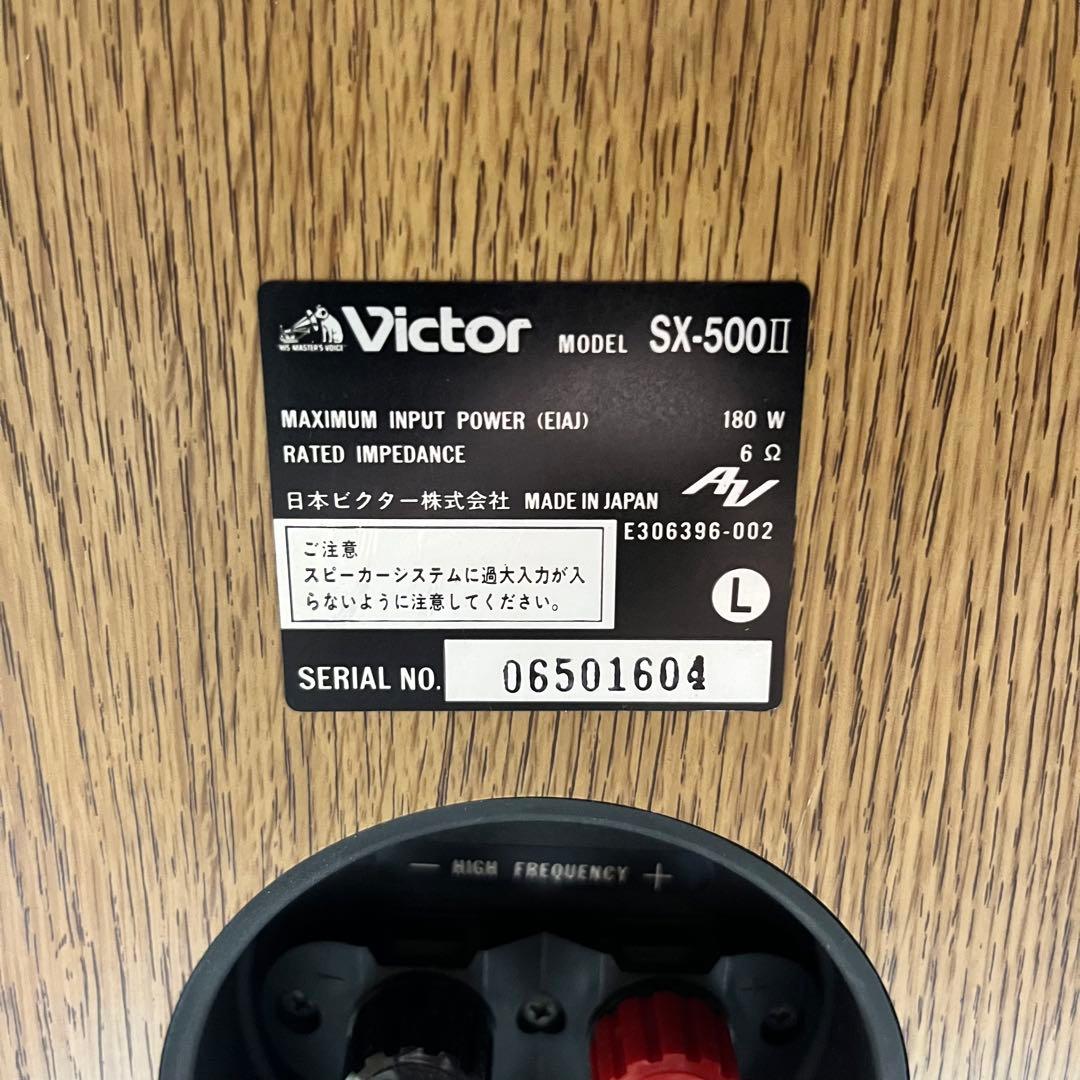 HIS MASTER'S VOICE
Victor MODEL SX-500II
MAXIMUM INPUT POWER (EIAJ) 180 W
RATED IMPEDANCE 6 Ω
AV
日本ビクター株式会社 MADE IN JAPAN
E306396-002
ご注意
スピーカーシステムに過大入力が入
らないように注意してください。
L
SERIAL NO. 06501604
— HIGH FREQUENCY +